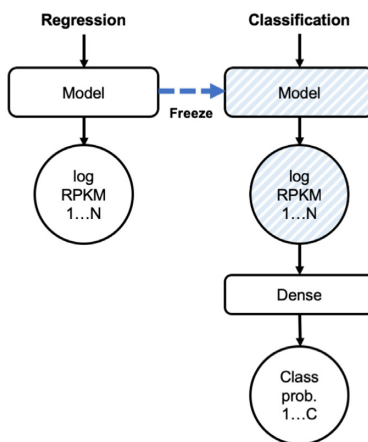 Regression
Classification
Model
Freeze
Model
log
RPKM
1...N
log
RPKM
1...N
Dense
Class
prob.
1...C